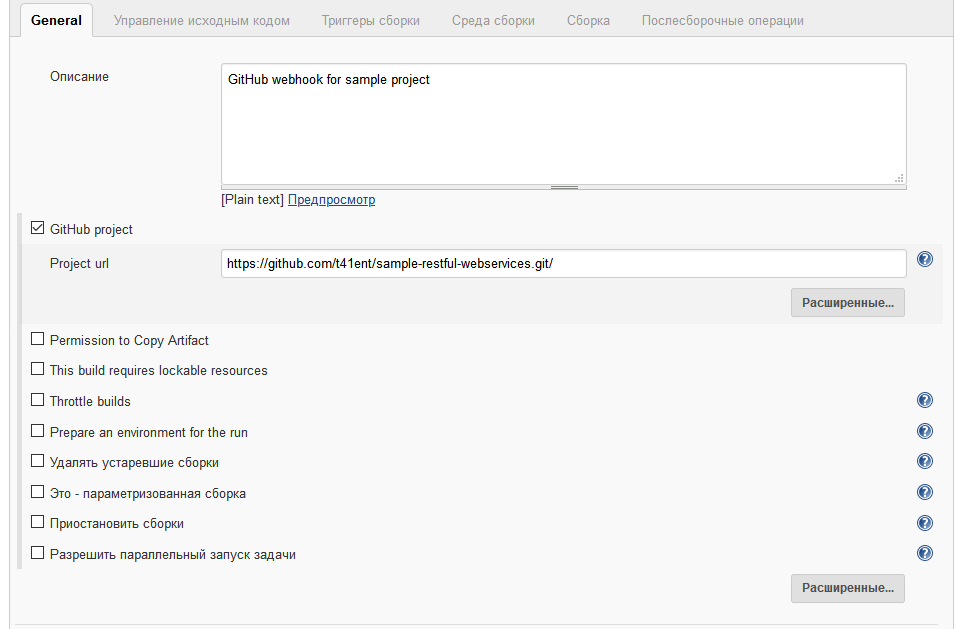 General Управление исходным кодом Триггеры сборки Среда сборки Сборка Послесборочные операции
Описание
GitHub webhook for sample project
[Plain text] Предпросмотр
GitHub project
Project url
https://github.com/t41ent/sample-restful-webservices.git/
Расширенные...
Permission to Copy Artifact
This build requires lockable resources
Throttle builds
Prepare an environment for the run
Удалять устаревшие сборки
Это - параметризованная сборка
Приостановить сборки
Разрешить параллельный запуск задачи
Расширенные...